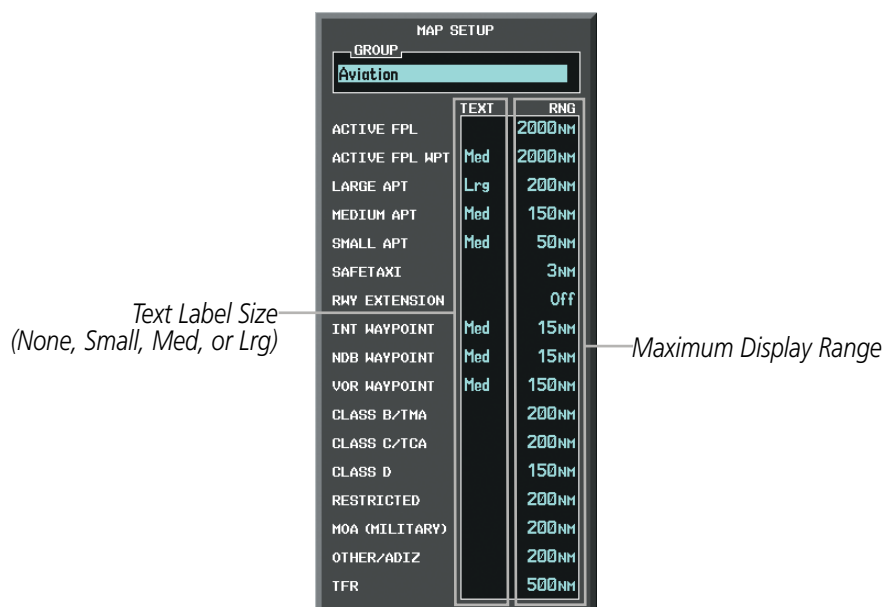 MAP SETUP
GROUP
Aviation
TEXT RNG
ACTIVE FPL 2000NM
ACTIVE FPL WPT Med 2000NM
LARGE APT Lrg 200NM
MEDIUM APT Med 150NM
SMALL APT Med 50NM
SAFETAXI 3NM
RWY EXTENSION Off
INT WAYPOINT Med 15NM
NDB WAYPOINT Med 15NM
VOR WAYPOINT Med 150NM
CLASS B/TMA 200NM
CLASS C/TCA 200NM
CLASS D 150NM
RESTRICTED 200NM
MOA (MILITARY) 200NM
OTHER/ADIZ 200NM
TFR 500NM
Text Label Size
(None, Small, Med, or Lrg)
Maximum Display Range